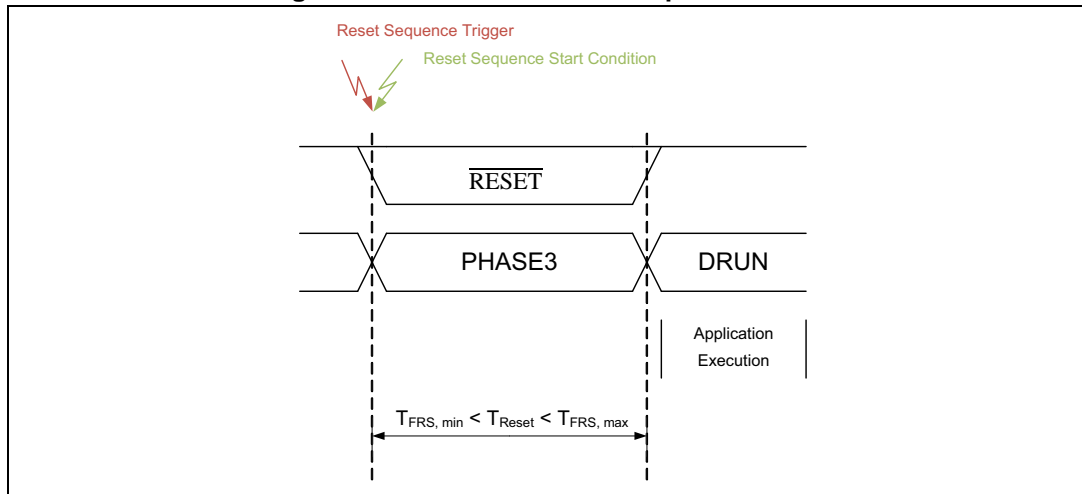 Reset Sequence Trigger
Reset Sequence Start Condition
RESET
PHASE3
DRUN
Application
Execution
TFRS, min < TReset < TFRS, max